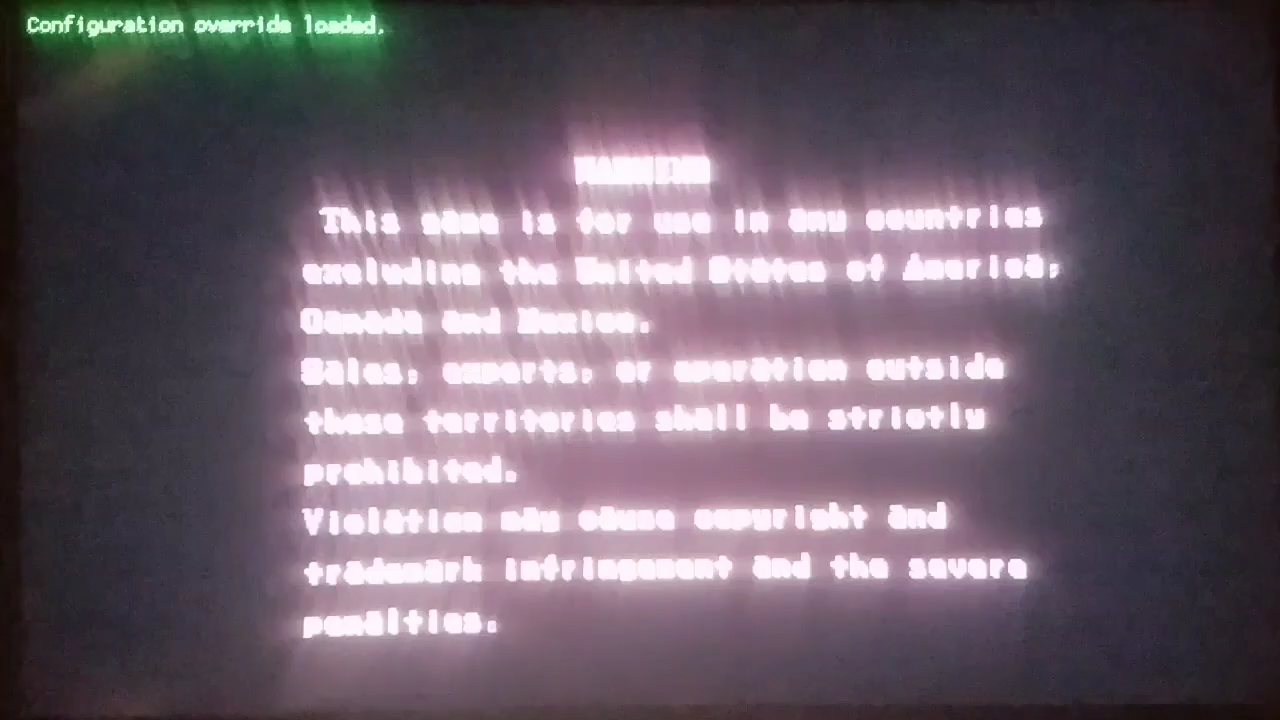 Configuration override loaded.
WARNING
This game is for use in any countries
excluding the United States of America,
Canada and Mexico.
Sales, exports, or operation outside
these territories shall be strictly
prohibited.
Violation may cause copyright and
trademark infringement and the severe
penalties.